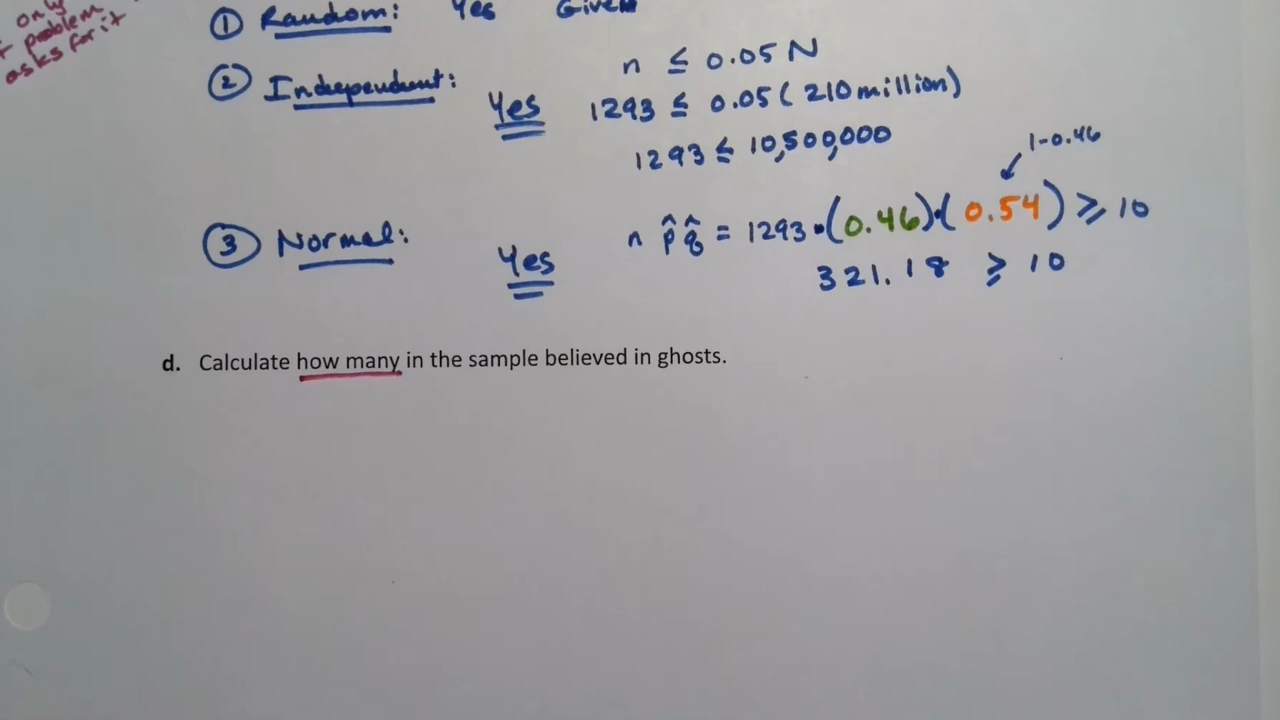 only
problem
asks for it
① Random: Yes Given
② Independent: Yes
n ≤ 0.05 N
1293 ≤ 0.05 ( 210 million)
1293 ≤ 10,500,000
1-0.46
③ Normal: Yes
n p̂ q̂ = 1293 • (0.46)•(0.54) ≥ 10
321.18 ≥ 10
d. Calculate how many in the sample believed in ghosts.